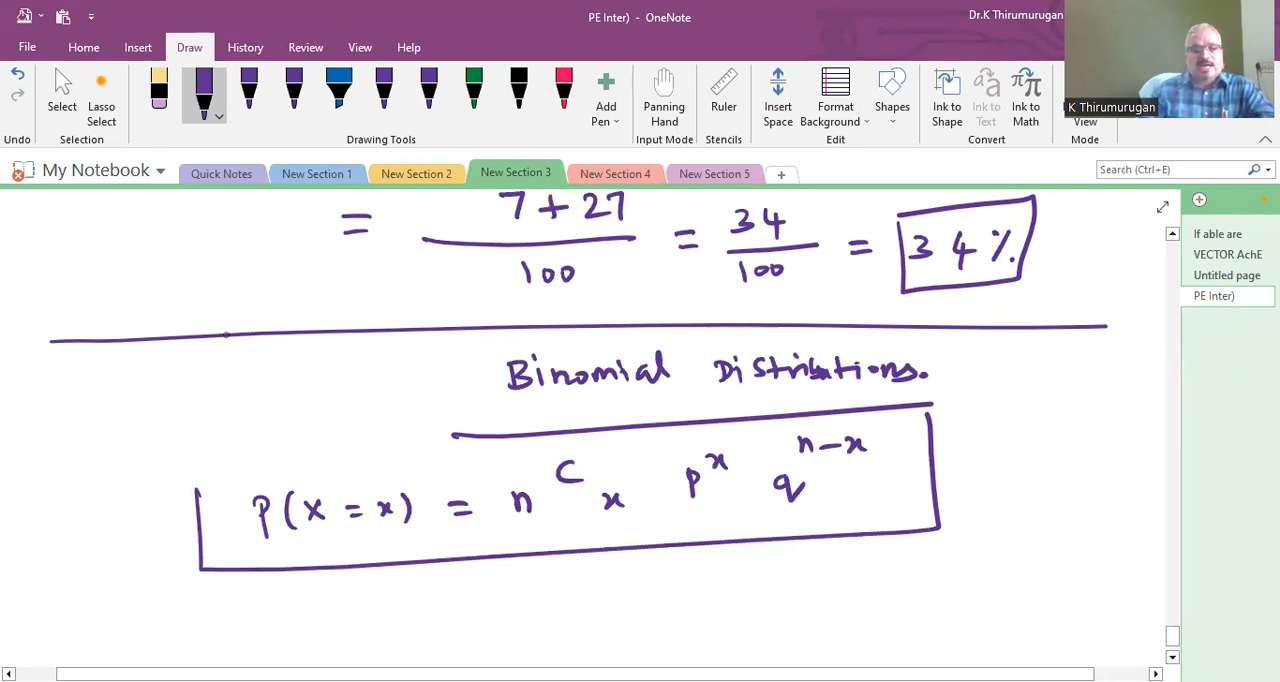 PE Inter) - OneNote
Dr.K Thirumurugan
File Home Insert Draw History Review View Help
Undo
Select
Lasso Select
Add Pen
Panning Hand
Ruler
Insert Space
Format Background
Shapes
Ink to Shape
Ink to Text
Ink to Math
View
K Thirumurugan
Selection Drawing Tools Input Mode Stencils Edit Convert Mode
My Notebook Quick Notes New Section 1 New Section 2 New Section 3 New Section 4 New Section 5 Search (Ctrl+E)
If able are
VECTOR AchE
Untitled page
PE Inter)
= 7 + 27 / 100 = 34 / 100 = 34 %
Binomial Distributions.
P(X = x) = n C x p^x q^n-x